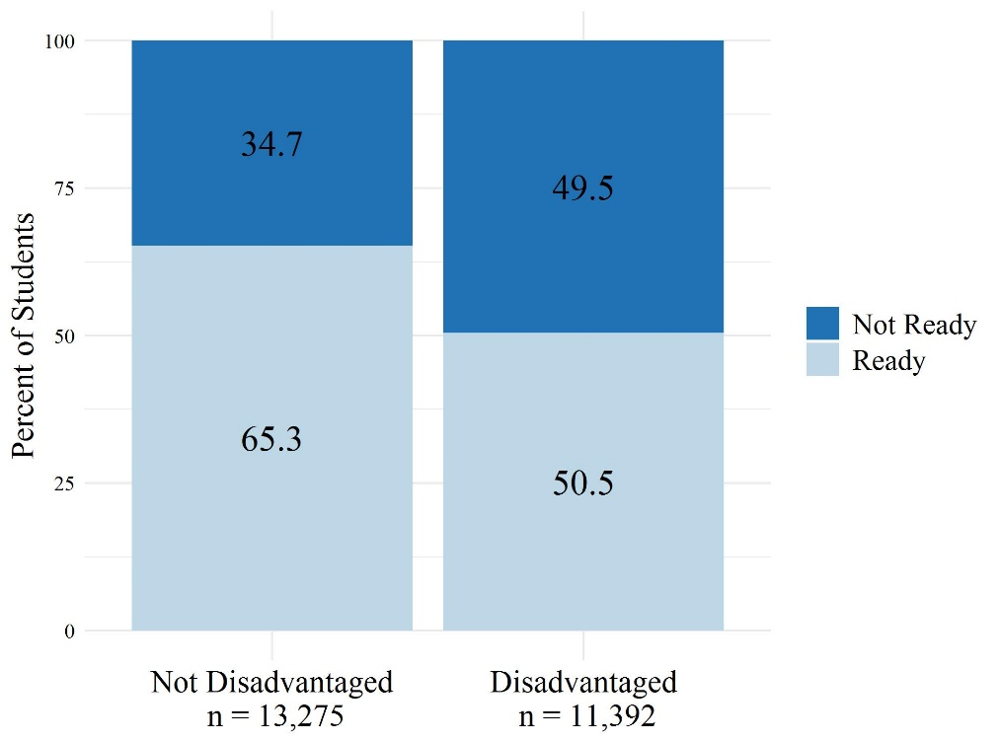 100
75
50
25
0
Percent of Students
34.7
65.3
49.5
50.5
Not Disadvantaged
n = 13,275
Disadvantaged
n = 11,392
Not Ready
Ready